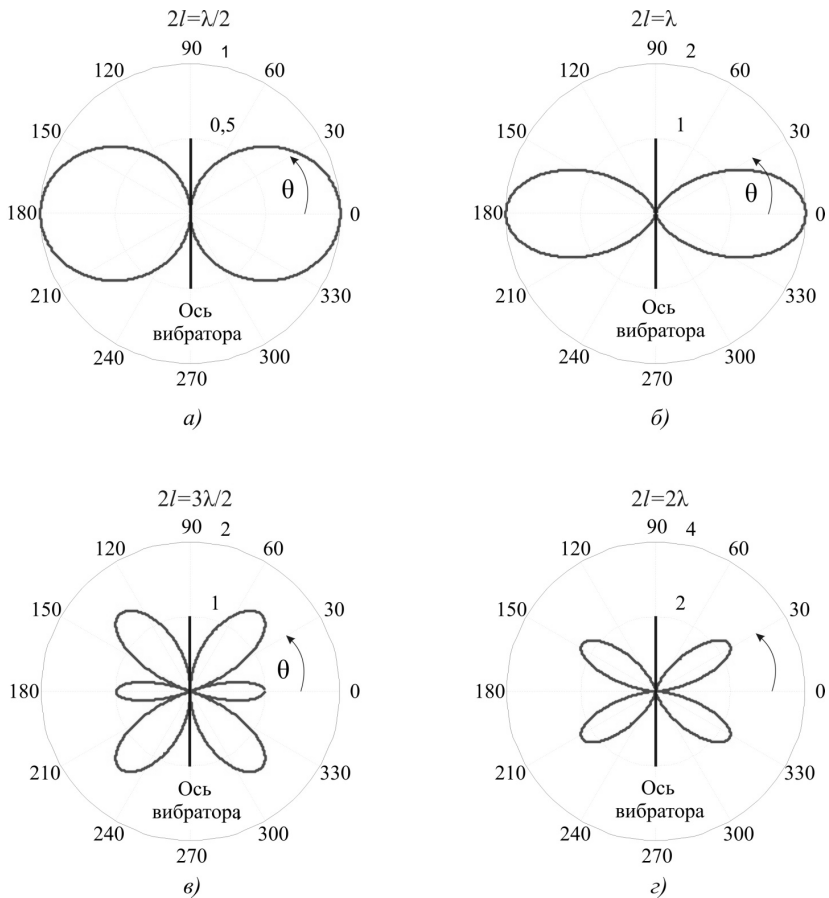 2l=λ/2
90 1
120 60
0,5
150 30
θ
180 0
210 330
Ось
вибратора
240 300
270
а)
2l=λ
90 2
120 60
1
150 30
θ
180 0
210 330
Ось
вибратора
240 300
270
б)
2l=3λ/2
90 2
120 60
1
150 30
θ
180 0
210 330
Ось
вибратора
240 300
270
в)
2l=2λ
90 4
120 60
2
150 30
180 0
210 330
Ось
вибратора
240 300
270
г)